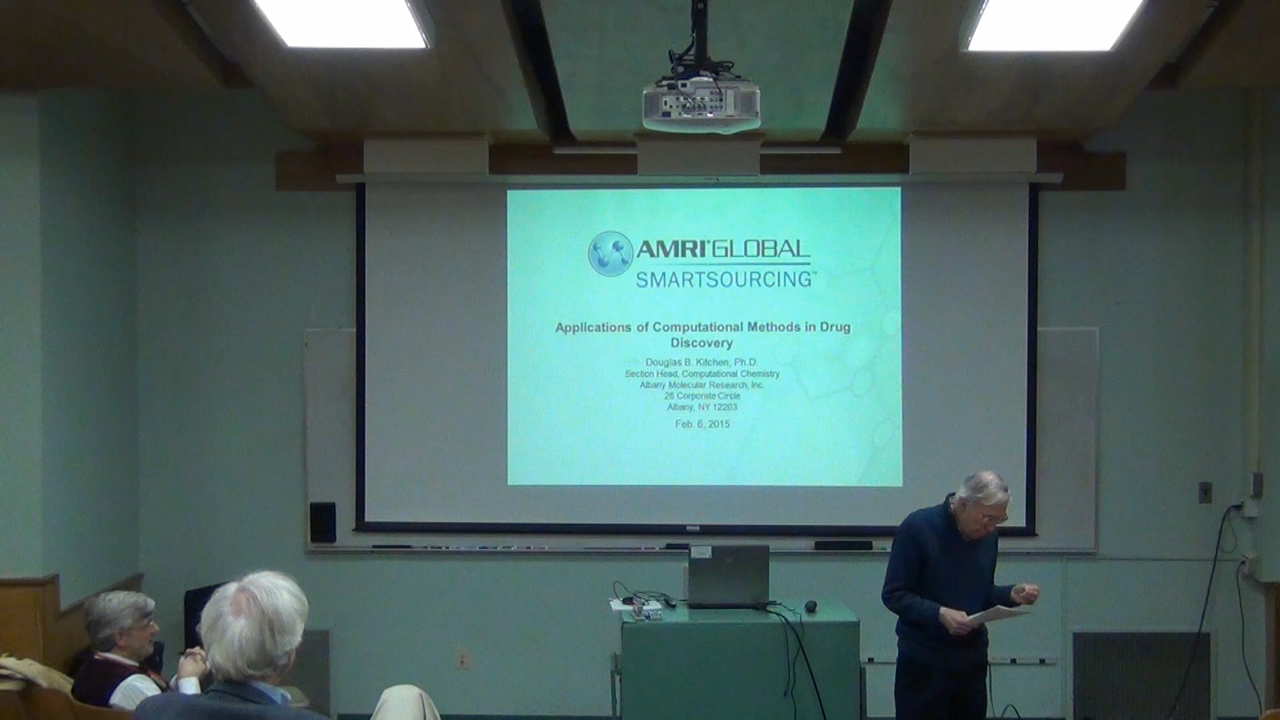 AMRI GLOBAL
SMARTSOURCING™
Applications of Computational Methods in Drug
Discovery
Douglas B. Kitchen, Ph.D.
Section Head, Computational Chemistry
Albany Molecular Research, Inc.
26 Corporate Circle
Albany, NY 12203
Feb. 6, 2015